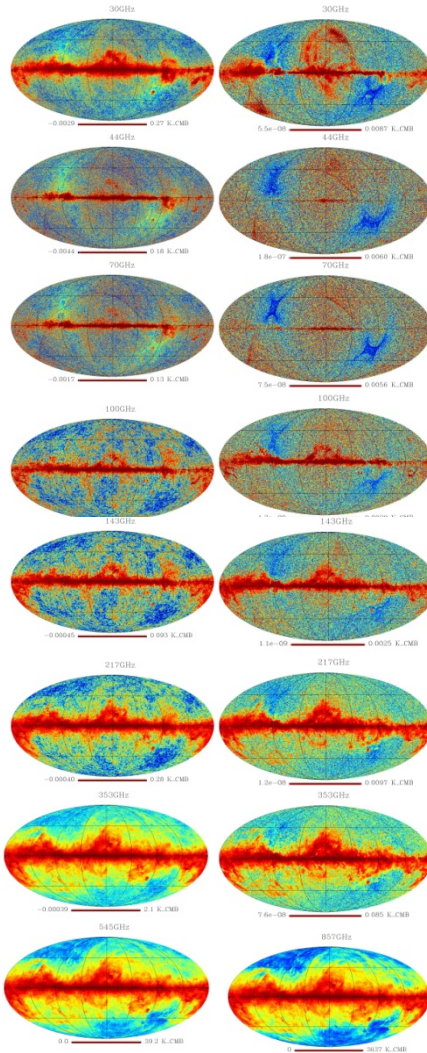 30GHz 30GHz
−0.0029 0.27 K_CMB 5.5e−08 0.0087 K_CMB
44GHz 44GHz
−0.0044 0.18 K_CMB 1.8e−07 0.0060 K_CMB
70GHz 70GHz
−0.0017 0.13 K_CMB 7.5e−08 0.0056 K_CMB
100GHz 100GHz
143GHz 143GHz
−0.00045 0.093 K_CMB 1.1e−09 0.0025 K_CMB
217GHz 217GHz
−0.00040 0.28 K_CMB 1.2e−08 0.0097 K_CMB
353GHz 353GHz
−0.00039 2.1 K_CMB 7.6e−08 0.085 K_CMB
545GHz 857GHz
0.0 39.2 K_CMB 0 3637 K_CMB